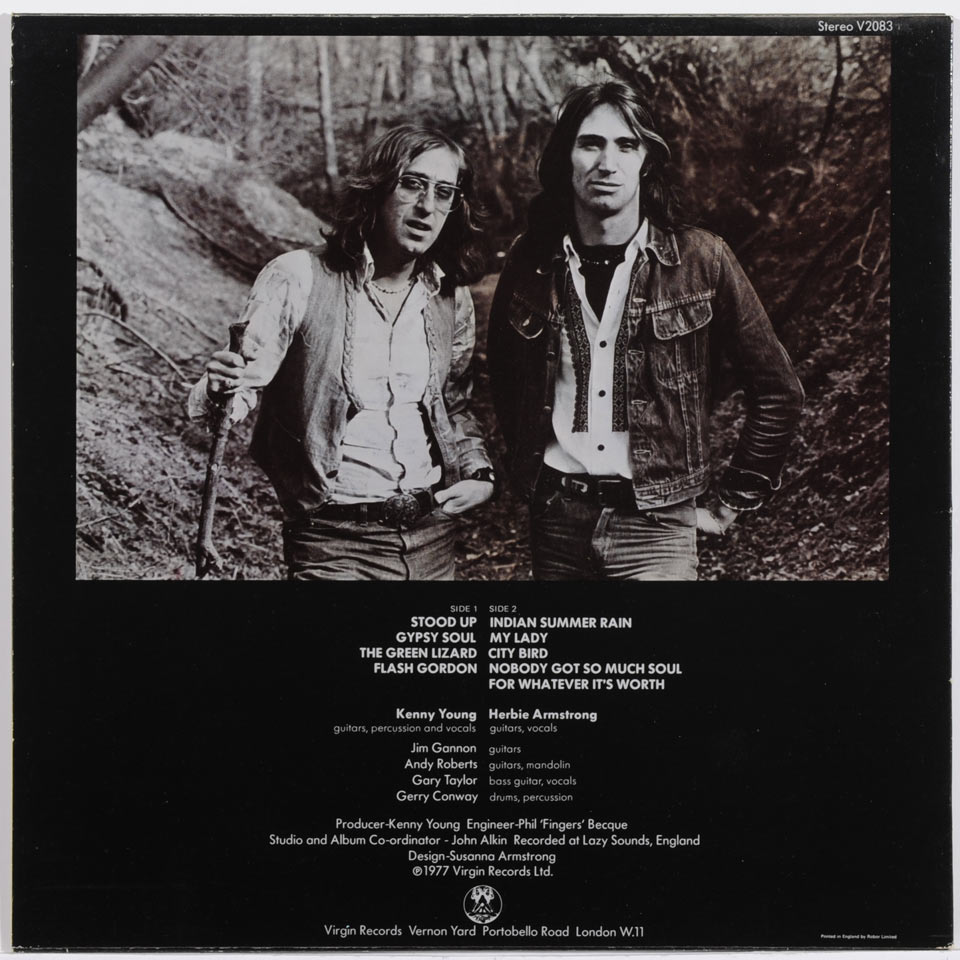 Stereo V2083
SIDE 1 SIDE 2
STOOD UP INDIAN SUMMER RAIN
GYPSY SOUL MY LADY
THE GREEN LIZARD CITY BIRD
FLASH GORDON NOBODY GOT SO MUCH SOUL
FOR WHATEVER IT'S WORTH
Kenny Young Herbie Armstrong
guitars, percussion and vocals guitars, vocals
Jim Gannon guitars
Andy Roberts guitars, mandolin
Gary Taylor bass guitar, vocals
Gerry Conway drums, percussion
Producer-Kenny Young Engineer-Phil 'Fingers' Becque
Studio and Album Co-ordinator - John Alkin Recorded at Lazy Sounds, England
Design-Susanna Armstrong
℗1977 Virgin Records Ltd.
Virgin Records Vernon Yard Portobello Road London W.11
Printed in England by Robor Limited